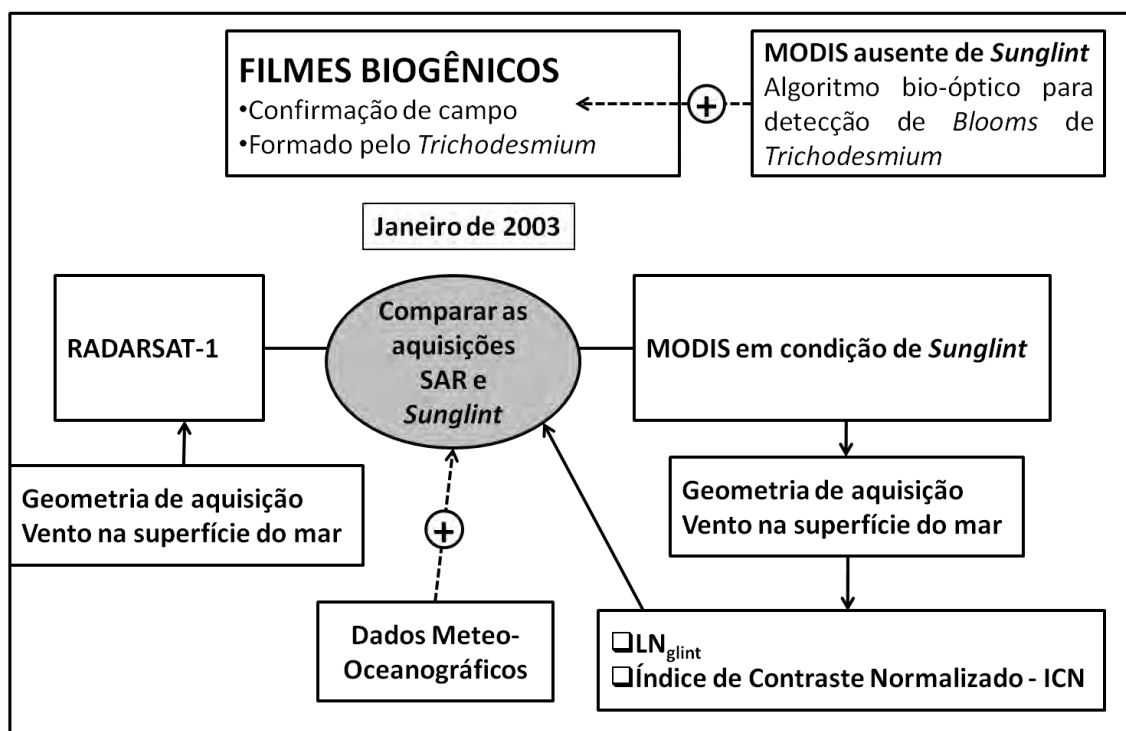 FILMES BIOGÊNICOS
•Confirmação de campo
•Formado pelo Trichodesmium
+
MODIS ausente de Sunglint
Algoritmo bio-óptico para
detecção de Blooms de
Trichodesmium
Janeiro de 2003
RADARSAT-1
Comparar as
aquisições
SAR e
Sunglint
MODIS em condição de Sunglint
Geometria de aquisição
Vento na superfície do mar
+
Geometria de aquisição
Vento na superfície do mar
Dados Meteo-
Oceanográficos
❑LNglint
❑Índice de Contraste Normalizado - ICN